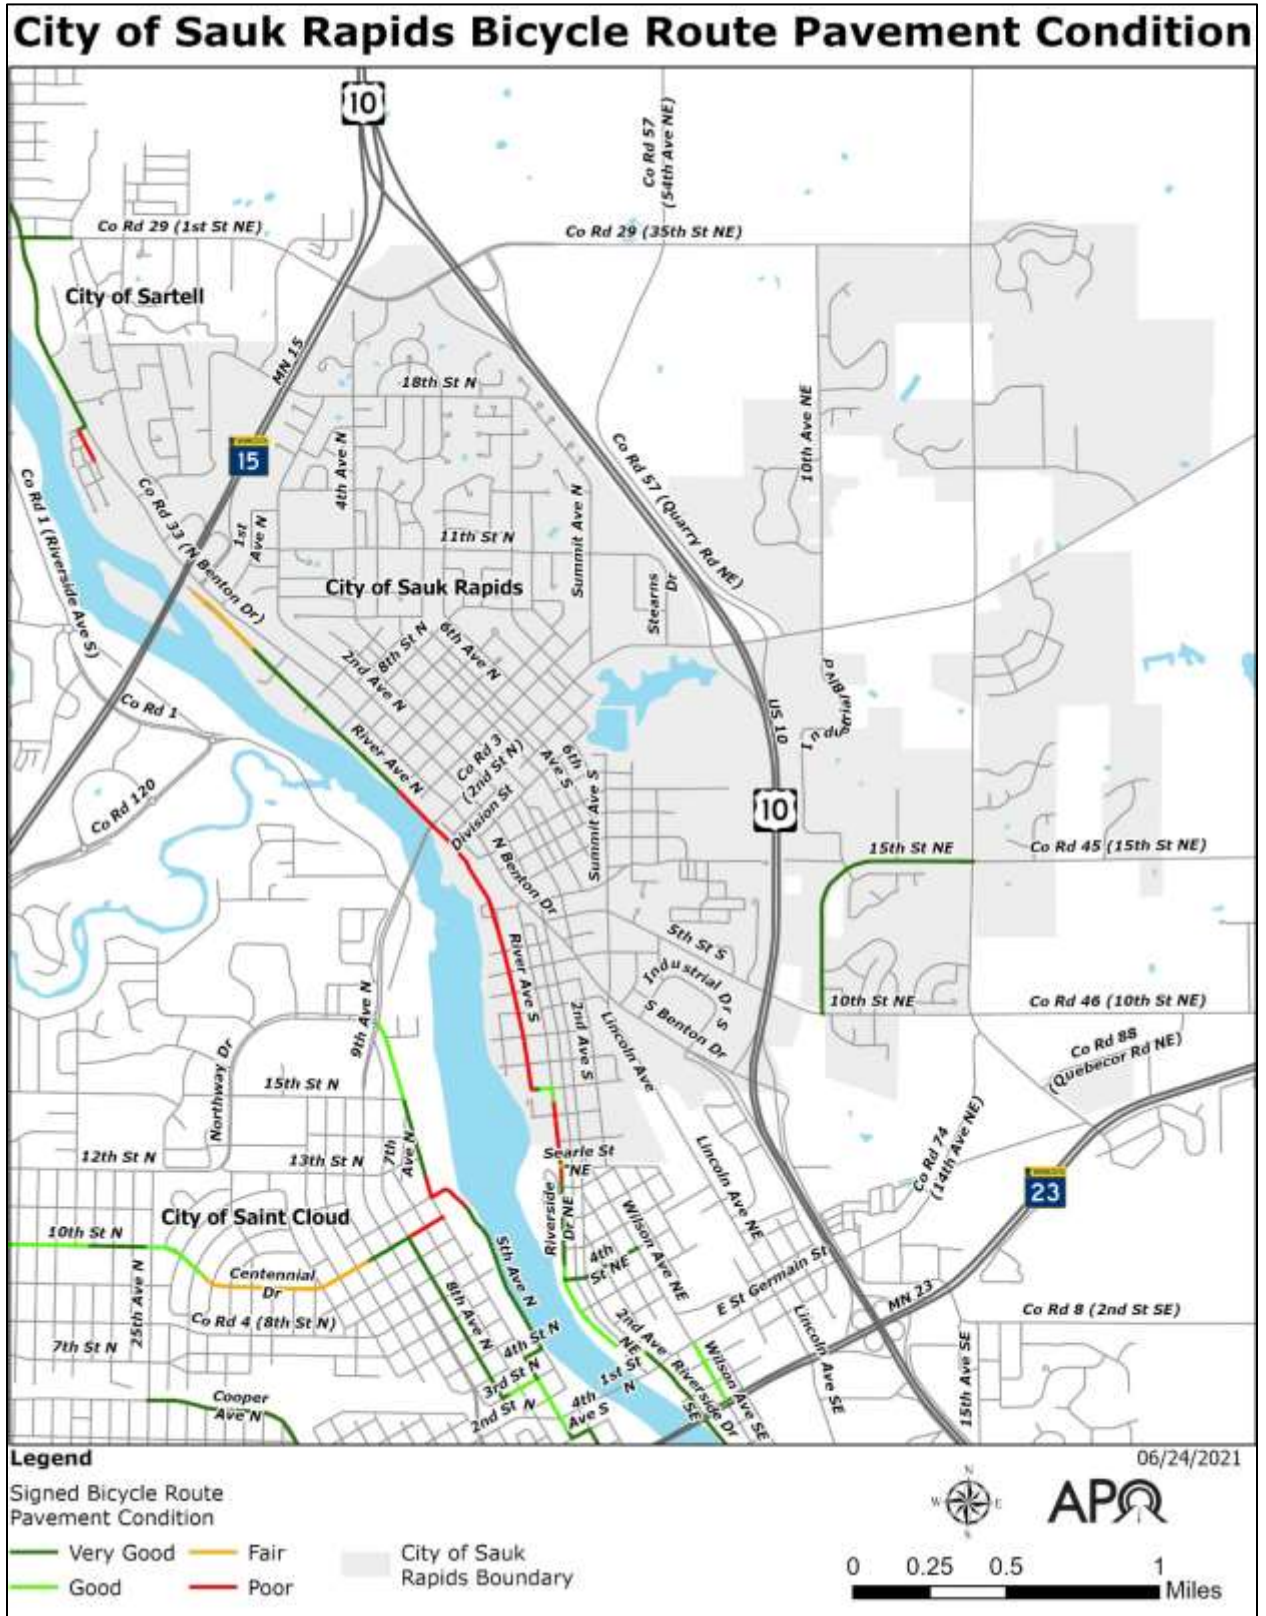 City of Sauk Rapids Bicycle Route Pavement Condition
10
Co Rd 57
(54th Ave NE)
Co Rd 29 (1st St NE)
Co Rd 29 (35th St NE)
City of Sartell
MN 15
18th St N
10th Ave NE
15
4th Ave N
Co Rd 57 (Quarry Rd NE)
Co Rd 1 (Riverside Ave S)
Co Rd 33 (N Benton Dr)
1st
Ave N
11th St N
Summit Ave N
Stearns
Dr
City of Sauk Rapids
8th St N
6th Ave N
2nd Ave N
Industrial Blvd
US 10
Co Rd 1
River Ave N
Co Rd 3
(2nd St N)
6th
Ave S
Co Rd 120
Division St
Summit Ave S
10
N Benton Dr
15th St NE
Co Rd 45 (15th St NE)
5th St S
River Ave S
Industrial Dr S
10th St NE
Co Rd 46 (10th St NE)
9th Ave N
2nd Ave S
S Benton Dr
Lincoln Ave
Co Rd 88
(Quebecor Rd NE)
Northway Dr
15th St N
12th St N
13th St N
7th
Ave N
Searle St
NE
Lincoln Ave NE
Co Rd 74
(14th Ave NE)
23
City of Saint Cloud
10th St N
Riverside
Dr NE
Wilson Ave NE
5th Ave N
4th
St NE
E St Germain St
25th Ave N
Centennial
Dr
8th Ave N
MN 23
Co Rd 8 (2nd St SE)
Co Rd 4 (8th St N)
7th St N
4th St N
2nd Ave
NE
Lincoln Ave SE
15th Ave SE
3rd St N
1st St
N
Wilson Ave SE
Cooper
Ave N
2nd St N
4th
Ave S
Riverside Dr
SE
Legend
06/24/2021
Signed Bicycle Route
Pavement Condition
Very Good
Fair
Good
Poor
City of Sauk
Rapids Boundary
N
W
E
S
APO
0 0.25 0.5 1
Miles